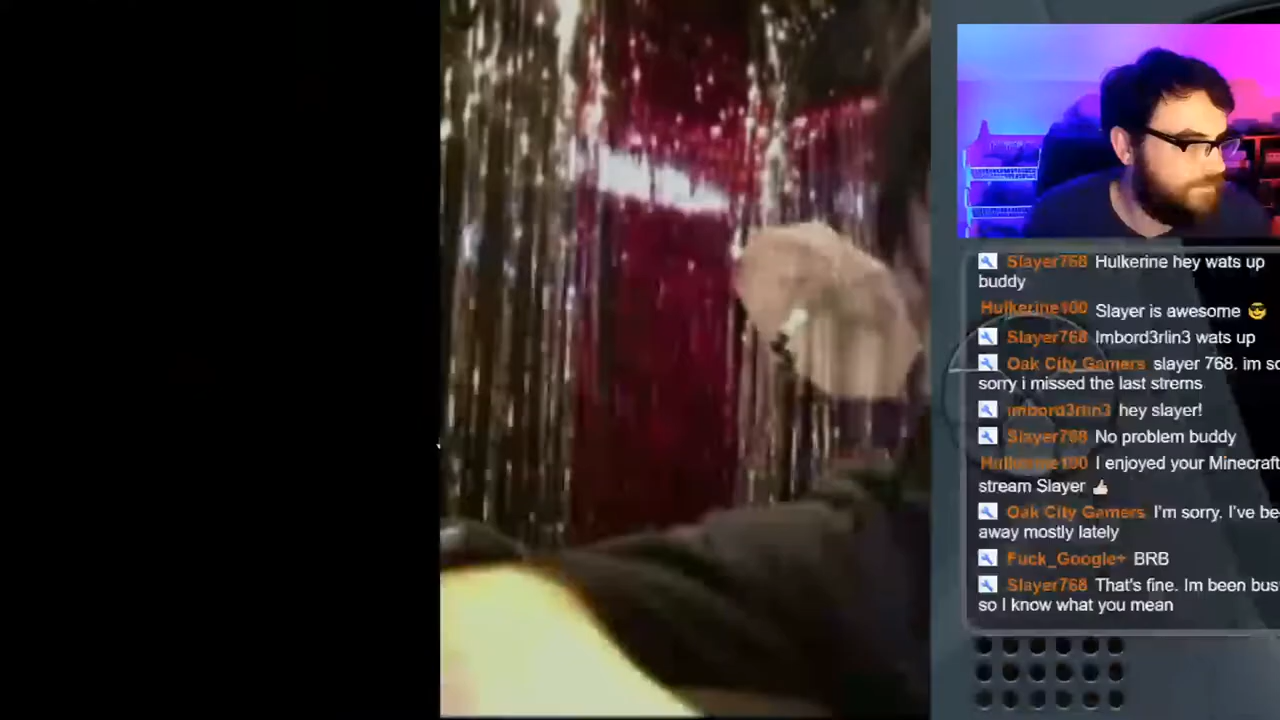 Slayer768 Hulkerine hey wats up
buddy
Hulkerine100 Slayer is awesome 😎
Slayer768 Imbord3rlin3 wats up
Oak City Gamers slayer 768. im so
sorry i missed the last strems
imbord3rlin3 hey slayer!
Slayer768 No problem buddy
Hulkerine100 I enjoyed your Minecraft
stream Slayer 👍
Oak City Gamers I'm sorry. I've be
away mostly lately
Fuck_Google+ BRB
Slayer768 That's fine. Im been bus
so I know what you mean